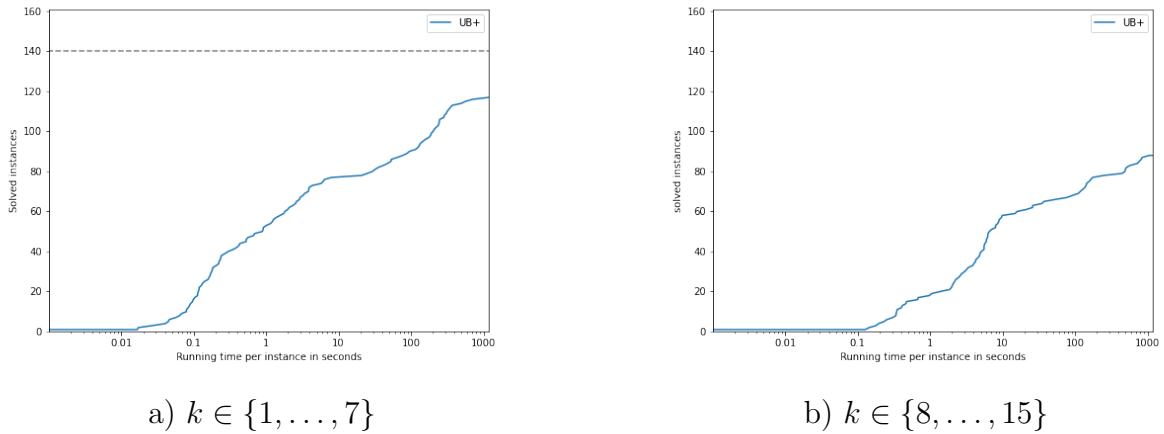 UB+
160
140
120
100
80
60
40
20
0
Solved instances
0.01 0.1 1 10 100 1000
Running time per instance in seconds
a) k ∈ {1, . . . , 7}
UB+
160
140
120
100
80
60
40
20
0
solved instances
0.01 0.1 1 10 100 1000
Running time per instance in seconds
b) k ∈ {8, . . . , 15}